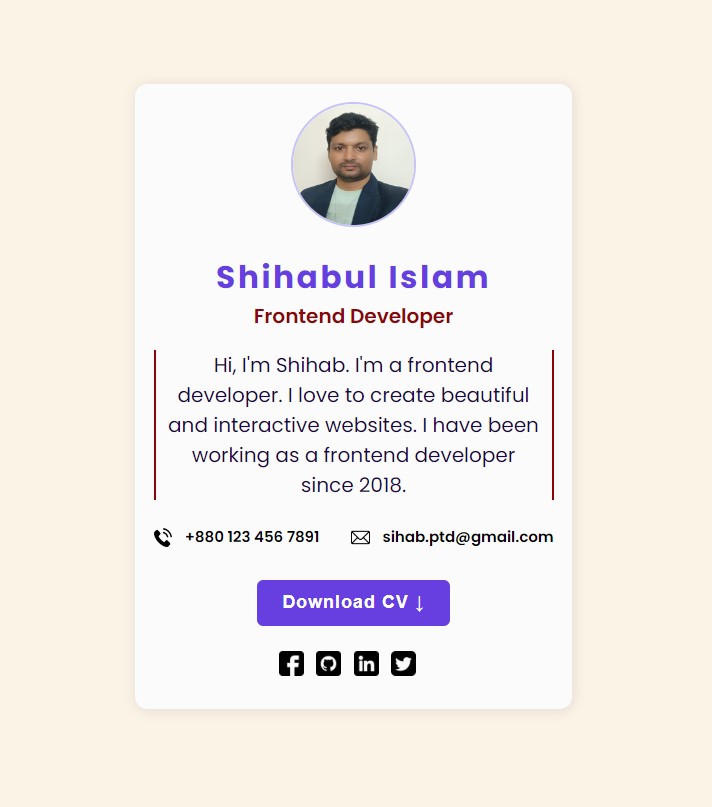 Shihabul Islam
Frontend Developer
Hi, I'm Shihab. I'm a frontend
developer. I love to create beautiful
and interactive websites. I have been
working as a frontend developer
since 2018.
+880 123 456 7891 sihab.ptd@gmail.com
Download CV ↓